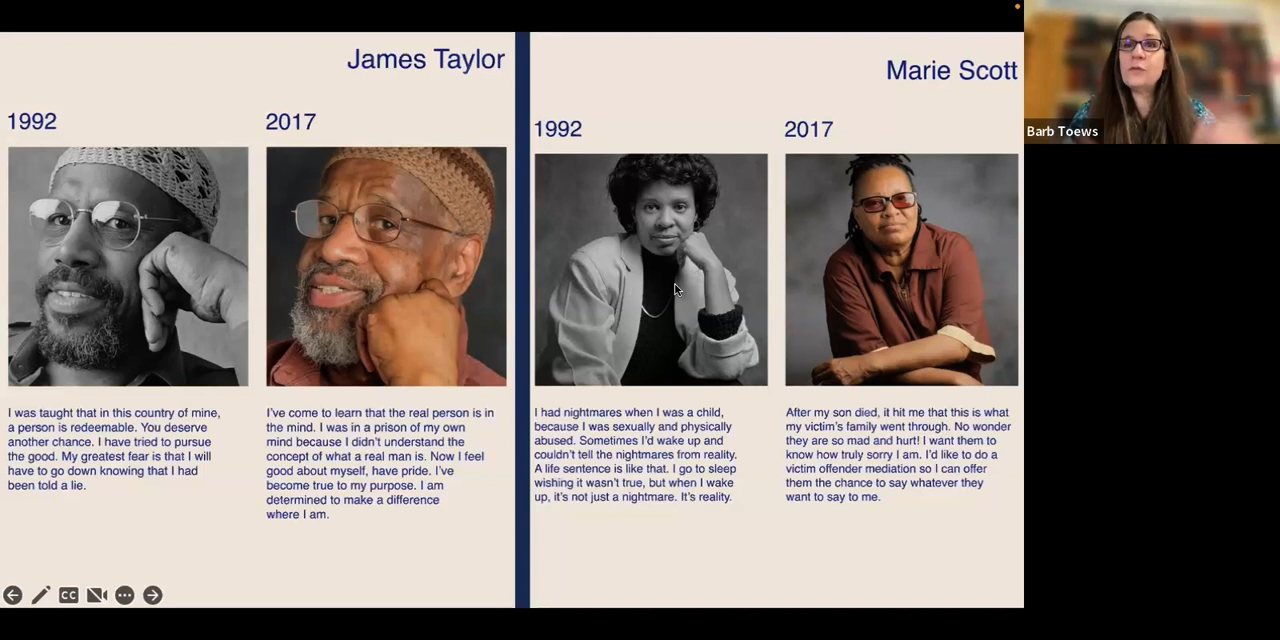 James Taylor
1992
2017
I was taught that in this country of mine,
a person is redeemable. You deserve
another chance. I have tried to pursue
the good. My greatest fear is that I will
have to go down knowing that I had
been told a lie.
I've come to learn that the real person is in
the mind. I was in a prison of my own
mind because I didn't understand the
concept of what a real man is. Now I feel
good about myself, have pride. I've
become true to my purpose. I am
determined to make a difference
where I am.
Marie Scott
1992
2017
I had nightmares when I was a child,
because I was sexually and physically
abused. Sometimes I'd wake up and
couldn't tell the nightmares from reality.
A life sentence is like that. I go to sleep
wishing it wasn't true, but when I wake
up, it's not just a nightmare. It's reality.
After my son died, it hit me that this is what
my victim's family went through. No wonder
they are so mad and hurt! I want them to
know how truly sorry I am. I'd like to do a
victim offender mediation so I can offer
them the chance to say whatever they
want to say to me.
CC
Barb Toews